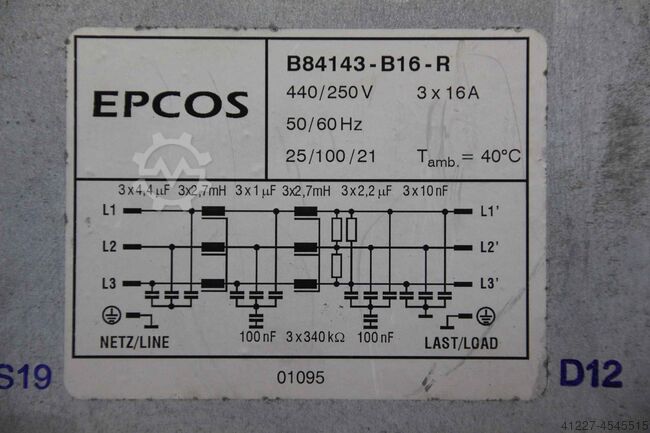 EPCOS
B84143-B16-R
440/250 V 3 x 16 A
50/60 Hz
25/100/21 Tamb. = 40°C
3 x 4,4 µF 3x2,7mH 3 x 1 µF 3x2,7mH 3 x 2,2 µF 3 x 10 nF
L1 L1'
L2 L2'
L3 L3'
100 nF 3 x 340 kΩ 100 nF
NETZ/LINE LAST/LOAD
S19 01095 D12
41227-4545515